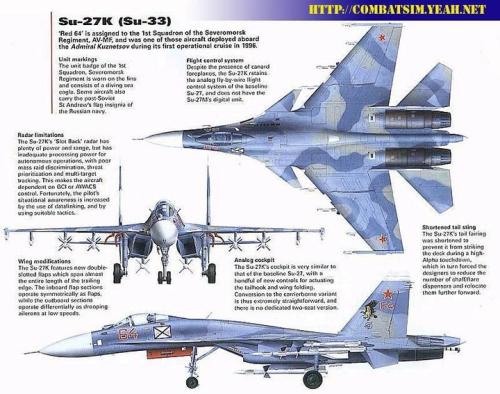 HTTP://COMBATSIM.YEAH.NET
Su-27K (Su-33)
'Red 64' is assigned to the 1st Squadron of the Severomorsk
Regiment, AV-MF, and was one of those aircraft deployed aboard
the Admiral Kuznetsov during its first operational cruise in 1996.
Unit markings
The unit badge of the 1st
Squadron, Severomorsk
Regiment is worn on the fins
and consists of a diving sea
eagle. Some aircraft also
carry the post-Soviet
St Andrew's flag insignia of
the Russian navy.
Flight control system
Despite the presence of canard
foreplanes, the Su-27K retains
the analog fly-by-wire flight
control system of the baseline
Su-27, and does not have the
Su-27M's digital unit.
Radar limitations
The Su-27K's 'Slot Back' radar has
plenty of power and range, but has
inadequate processing power for
autonomous operations, with poor
mass raid discrimination, threat
prioritisation and multi-target
tracking. This makes the aircraft
dependent on GCI or AWACS
control. Fortunately, the pilot's
situational awareness is increased
by the use of datalinking, and by
using suitable tactics.
Wing modifications
The Su-27K features new double-
slotted flaps which span almost
the entire length of the trailing
edge. The inboard flap sections
operate symmetrically as flaps,
while the outboard sections
operate differentially as drooping
ailerons at low speeds.
Analog cockpit
The Su-27K's cockpit is very similar to
that of the baseline Su-27, with a
handful of new controls for actuating
the tailhook and wing folding.
Conversion to the carrierborne variant
is thus extremely straightforward, and
there is no dedicated two-seat version.
Shortened tail sting
The Su-27K's tail fairing
was shortened to
prevent it from striking
the deck during a high-
Alpha touchdown,
which in turn forced the
designers to reduce the
number of chaff/flare
dispensers and relocate
them further forward.
64
64